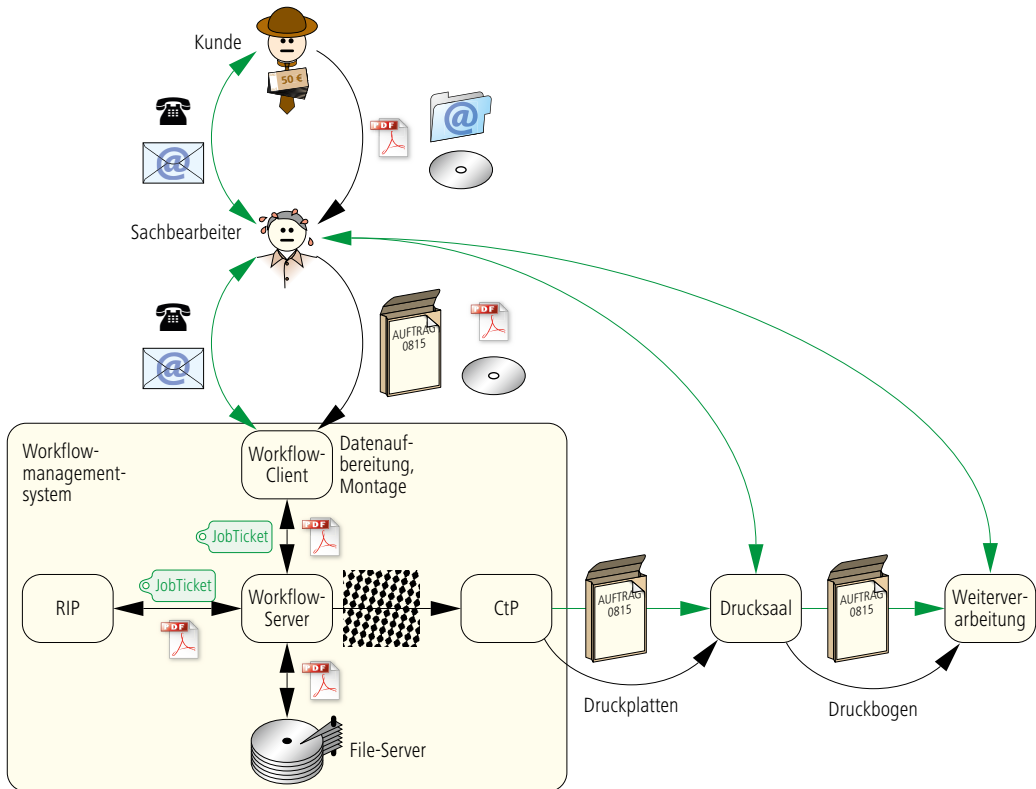 Kunde
50 €
@
PDF
@
Sachbearbeiter
@
AUFTRAG
0815
PDF
Workflow-
management-
system
Workflow-
Client
Datenauf-
bereitung,
Montage
JobTicket
PDF
JobTicket
RIP
PDF
Workflow-
Server
CtP
AUFTRAG
0815
Drucksaal
AUFTRAG
0815
Weiterver-
arbeitung
PDF
Druckplatten
Druckbogen
File-Server